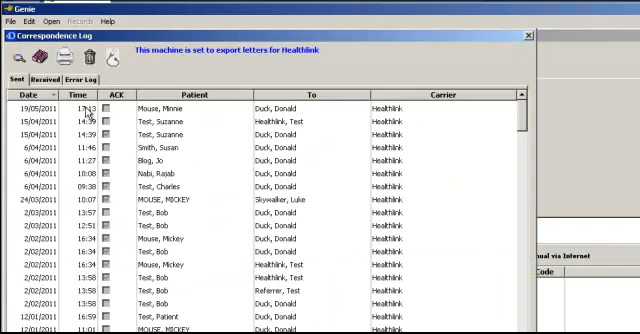 Genie
File Edit Open Records Help
Correspondence Log
This machine is set to export letters for Healthlink
Sent Received Error Log
Date Time ACK Patient To Carrier
19/05/2011 17:13 Mouse, Minnie Duck, Donald Healthlink
15/04/2011 14:39 Test, Suzanne Healthlink, Test Healthlink
15/04/2011 14:39 Test, Suzanne Duck, Donald Healthlink
6/04/2011 11:46 Smith, Susan Duck, Donald Healthlink
6/04/2011 11:27 Blog, Jo Duck, Donald Healthlink
6/04/2011 10:08 Nabi, Rajab Duck, Donald Healthlink
6/04/2011 09:38 Test, Charles Duck, Donald Healthlink
24/03/2011 10:07 MOUSE, MICKEY Skywalker, Luke Healthlink
2/03/2011 13:57 Test, Bob Duck, Donald Healthlink
2/03/2011 12:51 Test, Bob Duck, Donald Healthlink
2/02/2011 16:34 Mouse, Mickey Duck, Donald Healthlink
2/02/2011 16:34 Test, Bob Duck, Donald Healthlink
2/02/2011 16:34 Mouse, Mickey Healthlink, Test Healthlink
2/02/2011 13:58 Test, Bob Healthlink, Test Healthlink
2/02/2011 13:58 Test, Bob Referrer, Test Healthlink
2/02/2011 13:58 Test, Bob Duck, Donald Healthlink
12/01/2011 16:59 Test, Patient Duck, Donald Healthlink
12/01/2011 11:01 MOUSE, MICKEY Duck, Donald Healthlink
nual via Internet
Code